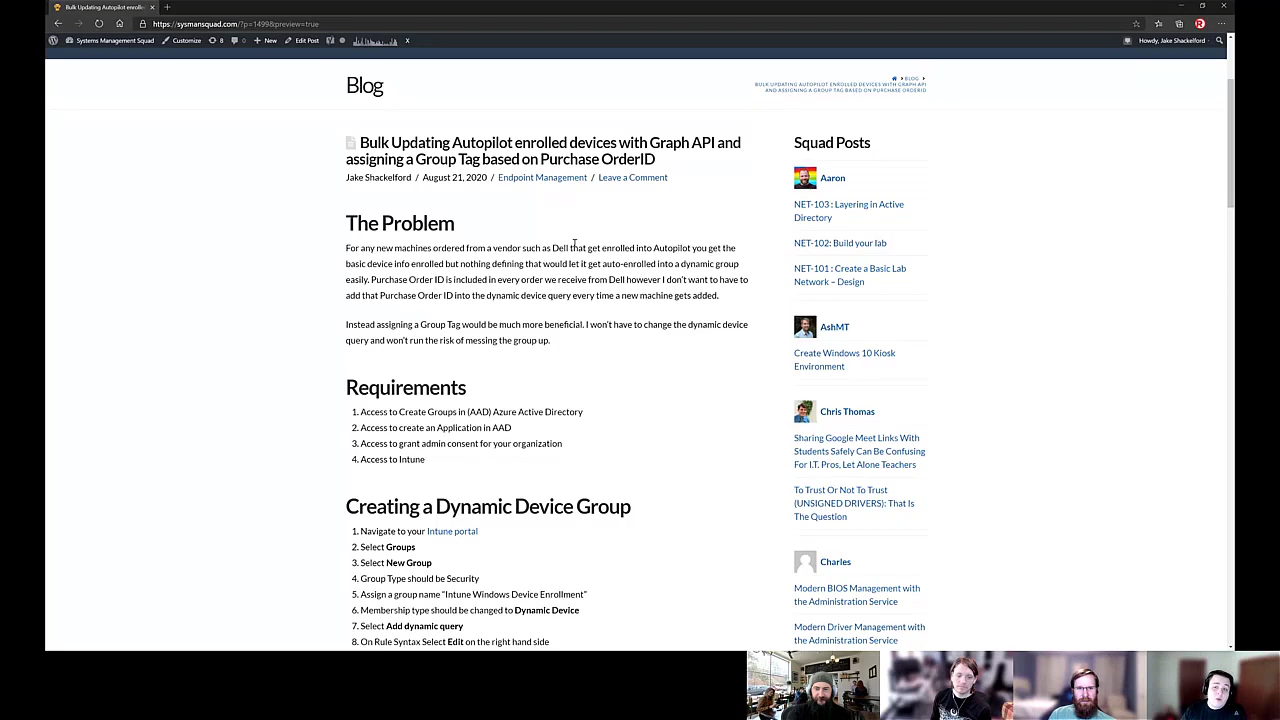 Bulk Updating Autopilot enrolle
https://sysmansquad.com/?p=1499&preview=true
Systems Management Squad Customize 8 0 New Edit Post X Howdy, Jake Shackelford
Blog
BLOG
BULK UPDATING AUTOPILOT ENROLLED DEVICES WITH GRAPH API
AND ASSIGNING A GROUP TAG BASED ON PURCHASE ORDERID
Bulk Updating Autopilot enrolled devices with Graph API and
assigning a Group Tag based on Purchase OrderID
Jake Shackelford / August 21, 2020 / Endpoint Management / Leave a Comment
The Problem
For any new machines ordered from a vendor such as Dell that get enrolled into Autopilot you get the
basic device info enrolled but nothing defining that would let it get auto-enrolled into a dynamic group
easily. Purchase Order ID is included in every order we receive from Dell however I don't want to have to
add that Purchase Order ID into the dynamic device query every time a new machine gets added.
Instead assigning a Group Tag would be much more beneficial. I won't have to change the dynamic device
query and won't run the risk of messing the group up.
Requirements
1. Access to Create Groups in (AAD) Azure Active Directory
2. Access to create an Application in AAD
3. Access to grant admin consent for your organization
4. Access to Intune
Creating a Dynamic Device Group
1. Navigate to your Intune portal
2. Select Groups
3. Select New Group
4. Group Type should be Security
5. Assign a group name "Intune Windows Device Enrollment"
6. Membership type should be changed to Dynamic Device
7. Select Add dynamic query
8. On Rule Syntax Select Edit on the right hand side
Squad Posts
Aaron
NET-103 : Layering in Active
Directory
NET-102: Build your lab
NET-101 : Create a Basic Lab
Network – Design
AshMT
Create Windows 10 Kiosk
Environment
Chris Thomas
Sharing Google Meet Links With
Students Safely Can Be Confusing
For I.T. Pros, Let Alone Teachers
To Trust Or Not To Trust
(UNSIGNED DRIVERS): That Is
The Question
Charles
Modern BIOS Management with
the Administration Service
Modern Driver Management with
the Administration Service